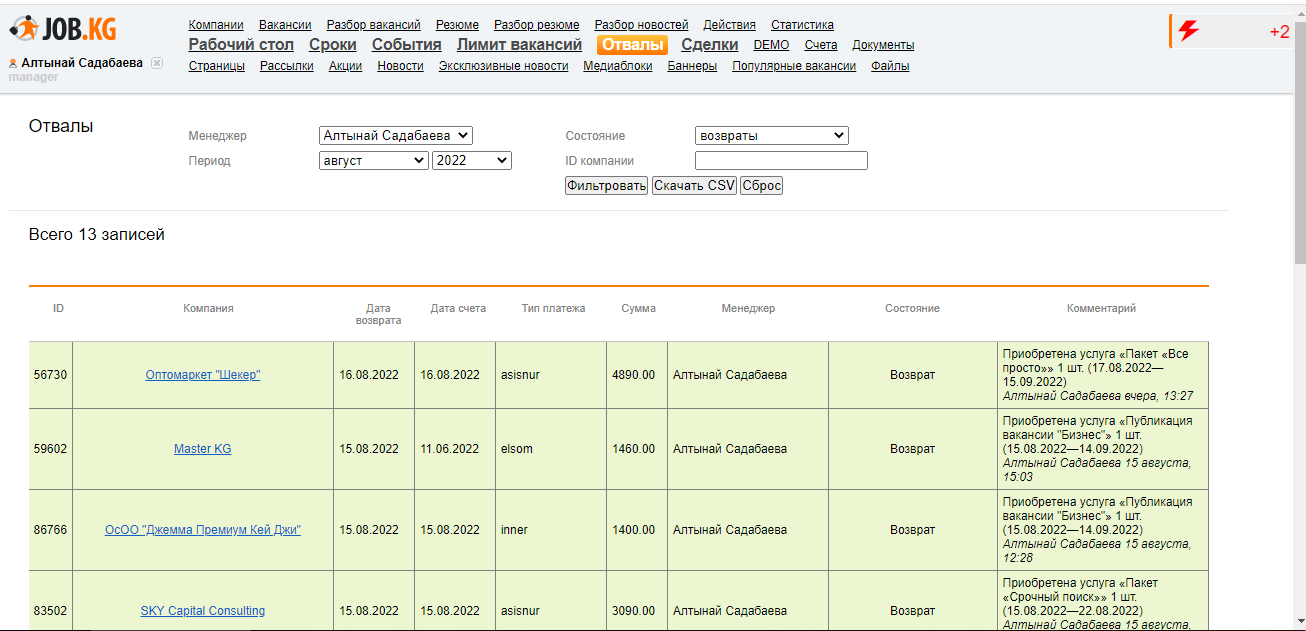 JOB.KG
Алтынай Садабаева
manager
Компании Вакансии Разбор вакансий Резюме Разбор резюме Разбор новостей Действия Статистика
Рабочий стол Сроки События Лимит вакансий Отвалы Сделки DEMO Счета Документы
Страницы Рассылки Акции Новости Эксклюзивные новости Медиаблоки Баннеры Популярные вакансии Файлы
+2
Отвалы
Менеджер Алтынай Садабаева Состояние возвраты
Период август 2022 ID компании
Фильтровать Скачать CSV Сброс
Всего 13 записей
ID Компания Дата возврата Дата счета Тип платежа Сумма Менеджер Состояние Комментарий
56730 Оптомаркет "Шекер" 16.08.2022 16.08.2022 asisnur 4890.00 Алтынай Садабаева Возврат
Приобретена услуга «Пакет «Все
просто»» 1 шт. (17.08.2022—
15.09.2022)
Алтынай Садабаева вчера, 13:27
59602 Master KG 15.08.2022 11.06.2022 elsom 1460.00 Алтынай Садабаева Возврат
Приобретена услуга «Публикация
вакансии "Бизнес"» 1 шт.
(15.08.2022—14.09.2022)
Алтынай Садабаева 15 августа,
15:03
86766 ОсОО "Джемма Премиум Кей Джи" 15.08.2022 15.08.2022 inner 1400.00 Алтынай Садабаева Возврат
Приобретена услуга «Публикация
вакансии "Бизнес"» 1 шт.
(15.08.2022—14.09.2022)
Алтынай Садабаева 15 августа,
12:28
83502 SKY Capital Consulting 15.08.2022 15.08.2022 asisnur 3090.00 Алтынай Садабаева Возврат
Приобретена услуга «Пакет
«Срочный поиск»» 1 шт.
(15.08.2022—22.08.2022)
Алтынай Садабаева 15 августа,